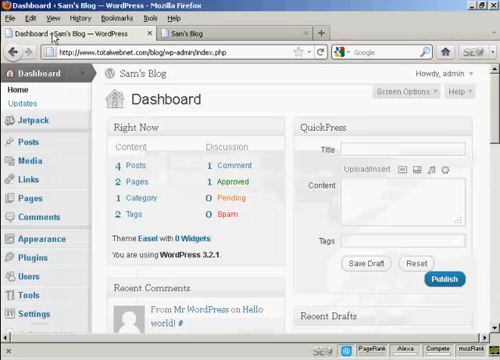 Dashboard ‹ Sam's Blog — WordPress - Mozilla Firefox
Edit View History Bookmarks Tools Help
Dashboard ‹ Sam's Blog — WordPress
Sam's Blog
SEO
http://www.totalwebnet.com/blog/wp-admin/index.php
Google
Dashboard
Home
Updates
Jetpack
Posts
Media
Links
Pages
Comments
Appearance
Plugins
Users
Tools
Settings
Sam's Blog
Howdy, admin
Screen Options
Help
Dashboard
Right Now
Content
Discussion
4 Posts
1 Comment
2 Pages
1 Approved
1 Category
0 Pending
2 Tags
0 Spam
Theme Easel with 0 Widgets
You are using WordPress 3.2.1.
Recent Comments
From Mr WordPress on Hello
world! #
QuickPress
Title
Upload/Insert
Content
Tags
Save Draft
Reset
Publish
Recent Drafts
SEO
PageRank
Alexa
Compete
mozRank